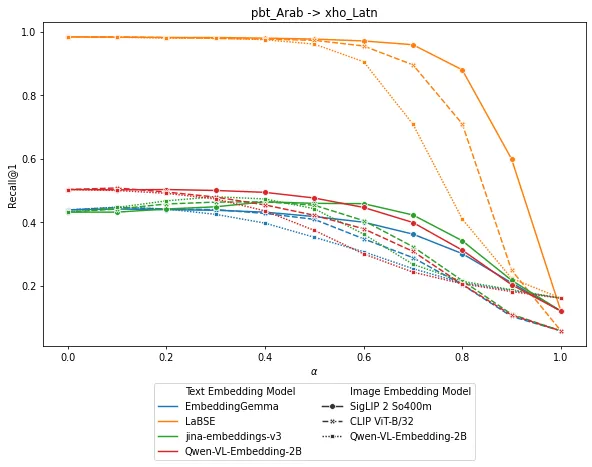 pbt_Arab -> xho_Latn
Recall@1
1.0
0.8
0.6
0.4
0.2
0.0 0.2 0.4 0.6 0.8 1.0
α
Text Embedding Model
EmbeddingGemma
LaBSE
jina-embeddings-v3
Qwen-VL-Embedding-2B
Image Embedding Model
SigLIP 2 So400m
CLIP ViT-B/32
Qwen-VL-Embedding-2B